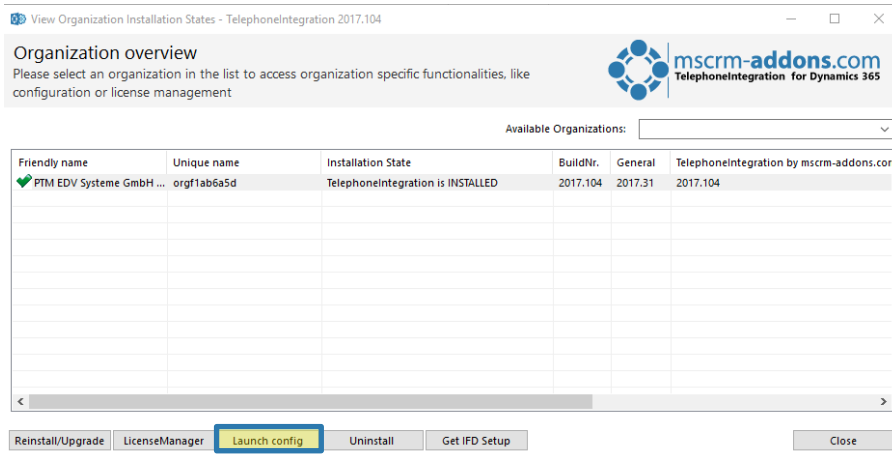 View Organization Installation States - TelephoneIntegration 2017.104
Organization overview
Please select an organization in the list to access organization specific functionalities, like
configuration or license management
mscrm-addons.com
TelephoneIntegration for Dynamics 365
Available Organizations:
Friendly name Unique name Installation State BuildNr. General TelephoneIntegration by mscrm-addons.cor
PTM EDV Systeme GmbH ... orgf1ab6a5d TelephoneIntegration is INSTALLED 2017.104 2017.31 2017.104
Reinstall/Upgrade LicenseManager Launch config Uninstall Get IFD Setup Close